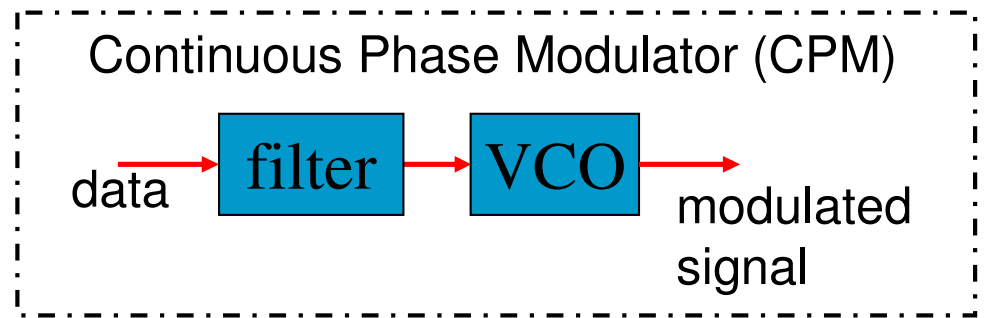 Continuous Phase Modulator (CPM)
data
filter
VCO
modulated
signal